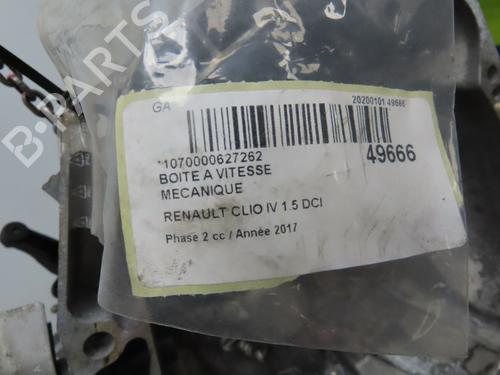 GA
20200101 49666
*1070000627262
49666
BOITE A VITESSE
MECANIQUE
RENAULT CLIO IV 1.5 DCI
Phase 2 cc / Année 2017
B-PARTS